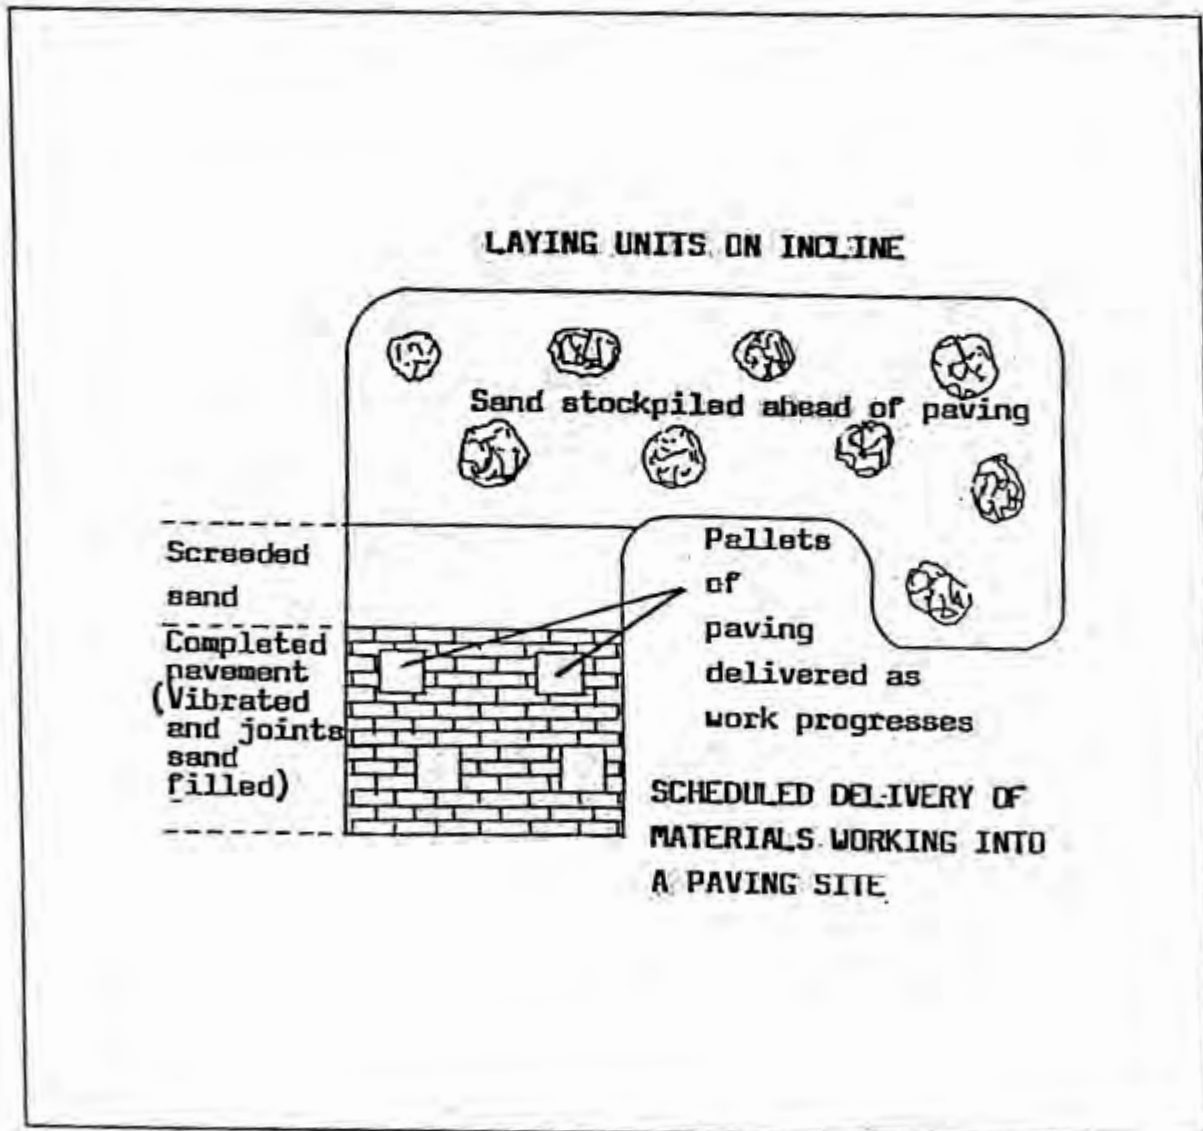 LAYING UNITS ON INCLINE
Sand stockpiled ahead of paving
Screeded
sand
Completed
pavement
(Vibrated
and joints
sand
filled)
Pallets
of
paving
delivered as
work progresses
SCHEDULED DELIVERY OF
MATERIALS WORKING INTO
A PAVING SITE